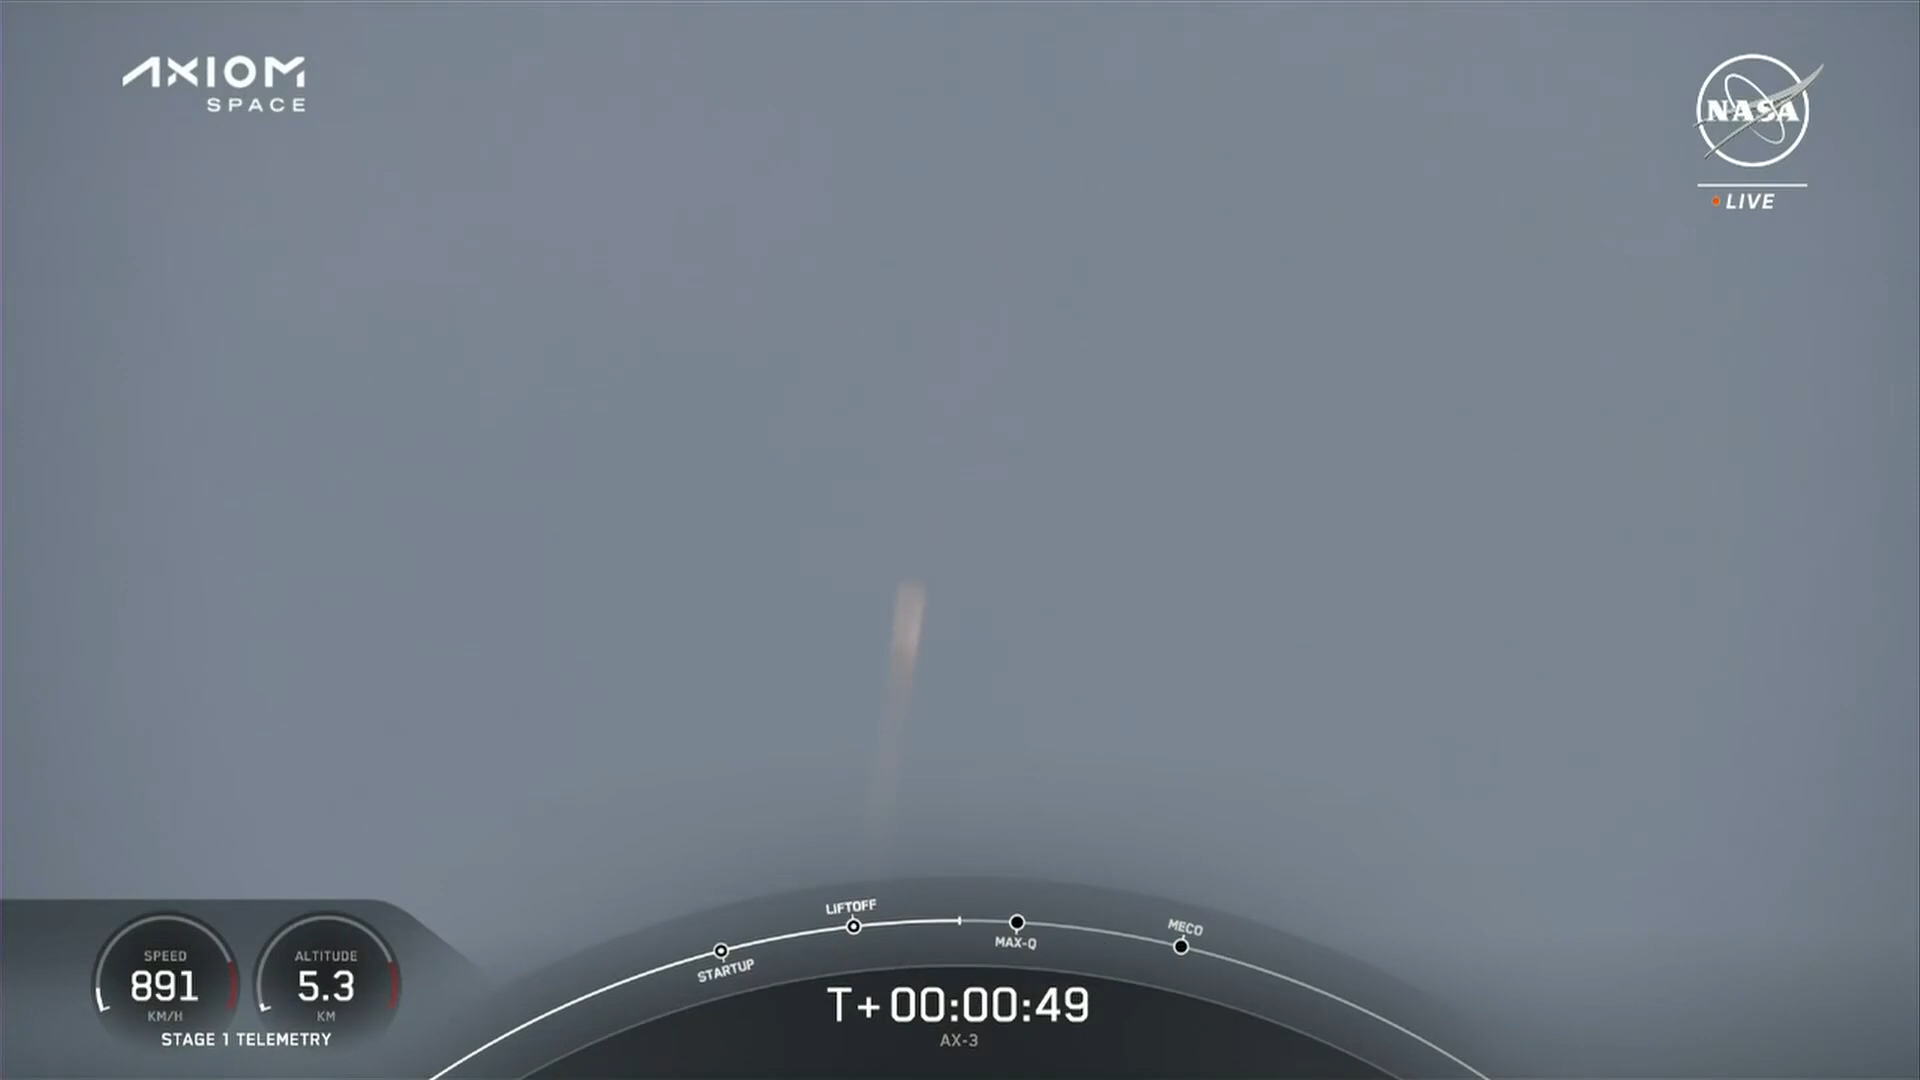 AXIOM
SPACE
NASA
LIVE
LIFTOFF
MAX-Q
MECO
STARTUP
SPEED
891
KM/H
ALTITUDE
5.3
KM
STAGE 1 TELEMETRY
T+00:00:49
AX-3